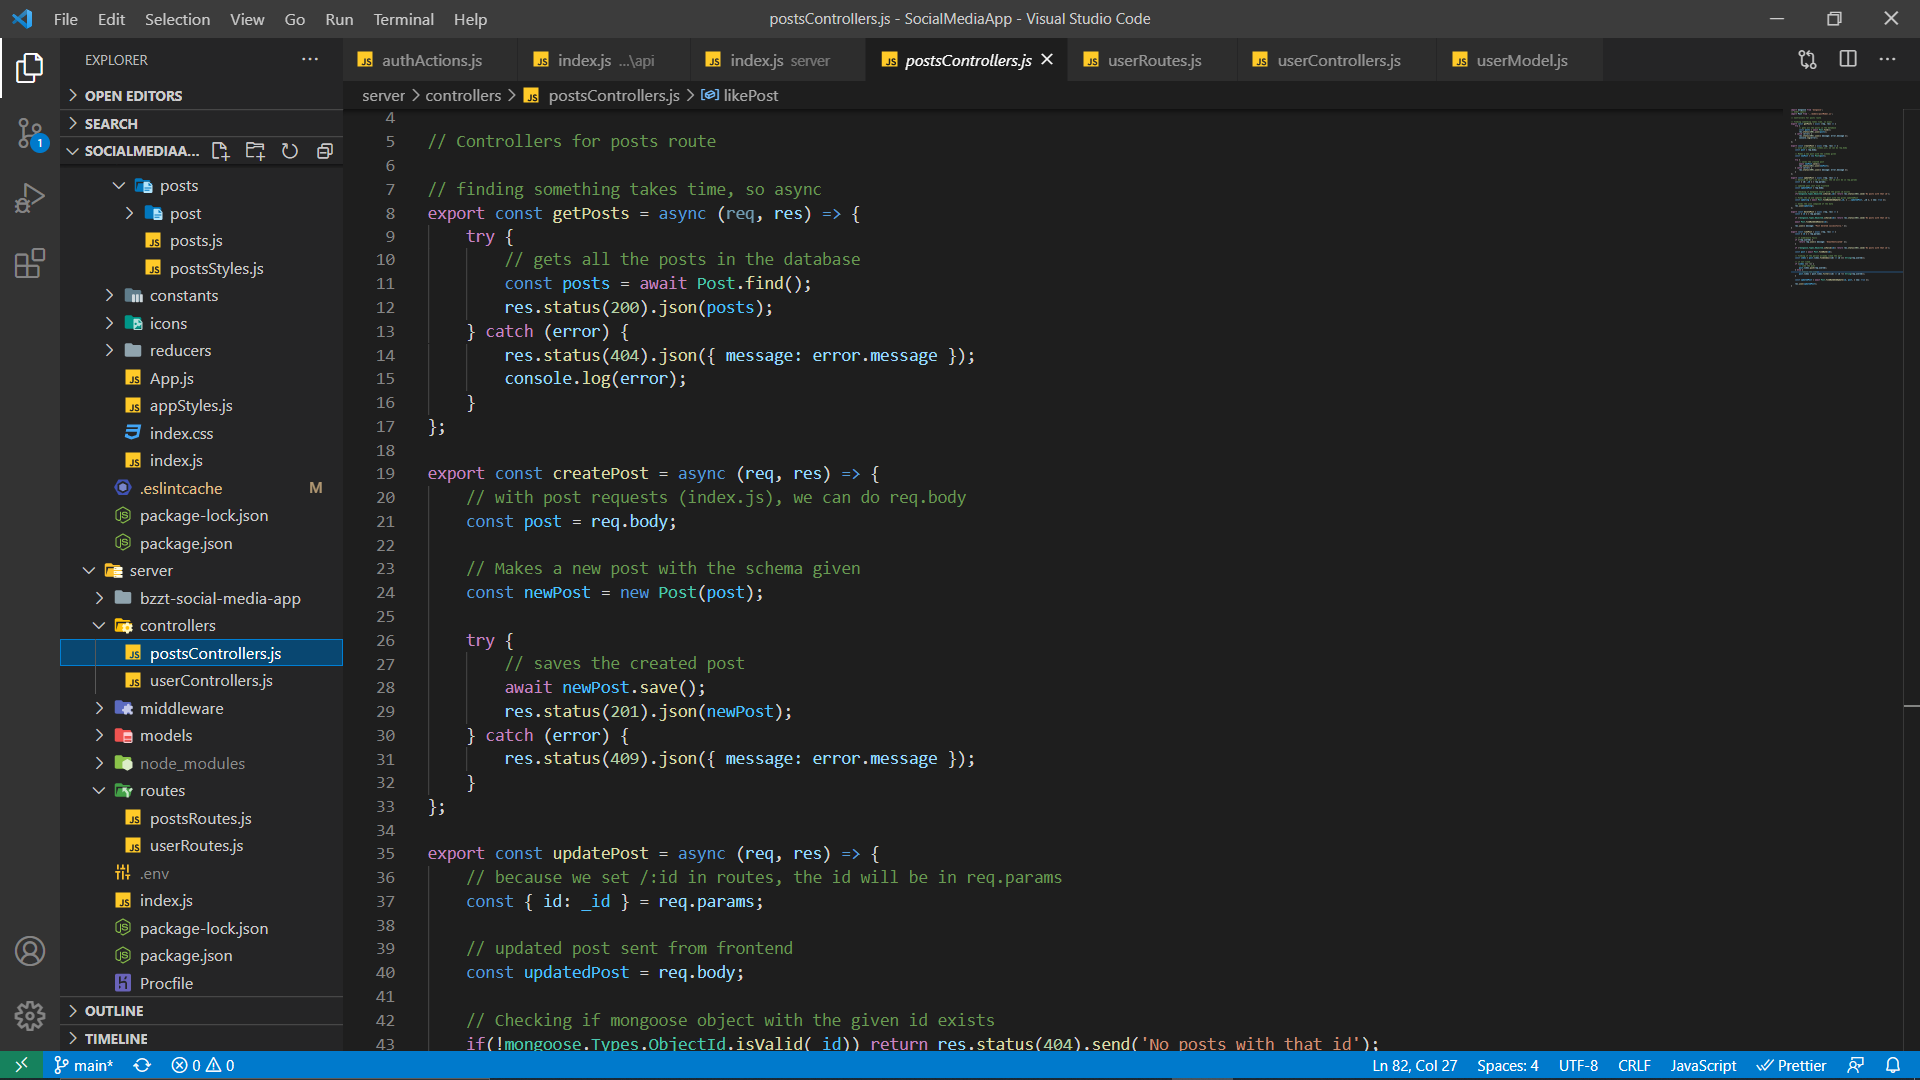 File Edit Selection View Go Run Terminal Help
postsControllers.js - SocialMediaApp - Visual Studio Code
EXPLORER
authActions.js
index.js ...\api
index.js server
postsControllers.js
userRoutes.js
userControllers.js
userModel.js
server > controllers > postsControllers.js > likePost
OPEN EDITORS
SEARCH
SOCIALMEDIAA...
posts
post
posts.js
postsStyles.js
constants
icons
reducers
App.js
appStyles.js
index.css
index.js
.eslintcache M
package-lock.json
package.json
server
bzzt-social-media-app
controllers
postsControllers.js
userControllers.js
middleware
models
node_modules
routes
postsRoutes.js
userRoutes.js
.env
index.js
package-lock.json
package.json
Procfile
OUTLINE
TIMELINE
1
4
5 // Controllers for posts route
6
7 // finding something takes time, so async
8 export const getPosts = async (req, res) => {
9 try {
10 // gets all the posts in the database
11 const posts = await Post.find();
12 res.status(200).json(posts);
13 } catch (error) {
14 res.status(404).json({ message: error.message });
15 console.log(error);
16 }
17 };
18
19 export const createPost = async (req, res) => {
20 // with post requests (index.js), we can do req.body
21 const post = req.body;
22
23 // Makes a new post with the schema given
24 const newPost = new Post(post);
25
26 try {
27 // saves the created post
28 await newPost.save();
29 res.status(201).json(newPost);
30 } catch (error) {
31 res.status(409).json({ message: error.message });
32 }
33 };
34
35 export const updatePost = async (req, res) => {
36 // because we set /:id in routes, the id will be in req.params
37 const { id: _id } = req.params;
38
39 // updated post sent from frontend
40 const updatedPost = req.body;
41
42 // Checking if mongoose object with the given id exists
43 if(!mongoose.Types.ObjectId.isValid(_id)) return res.status(404).send('No posts with that id');
main* 0 0
Ln 82, Col 27 Spaces: 4 UTF-8 CRLF JavaScript Prettier